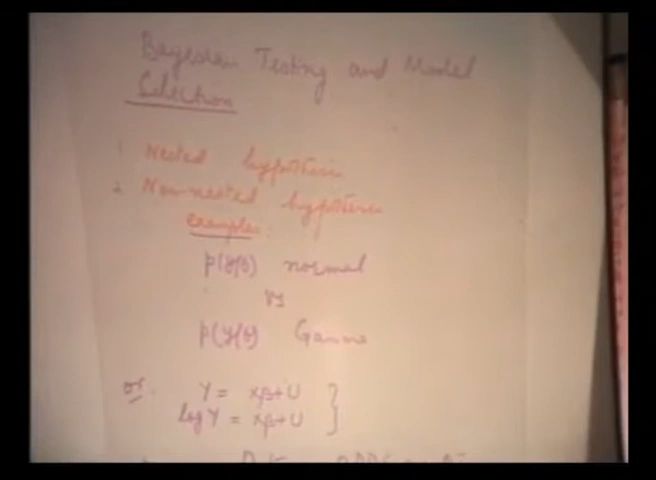 Bayesian Testing and Model
Selection
1. Nested hypothesis
2. Non-nested hypothesis
examples:
p(y|θ) normal
vs
p(y|θ) Gamma
or. Y = xβ+U }
log Y = xβ+U